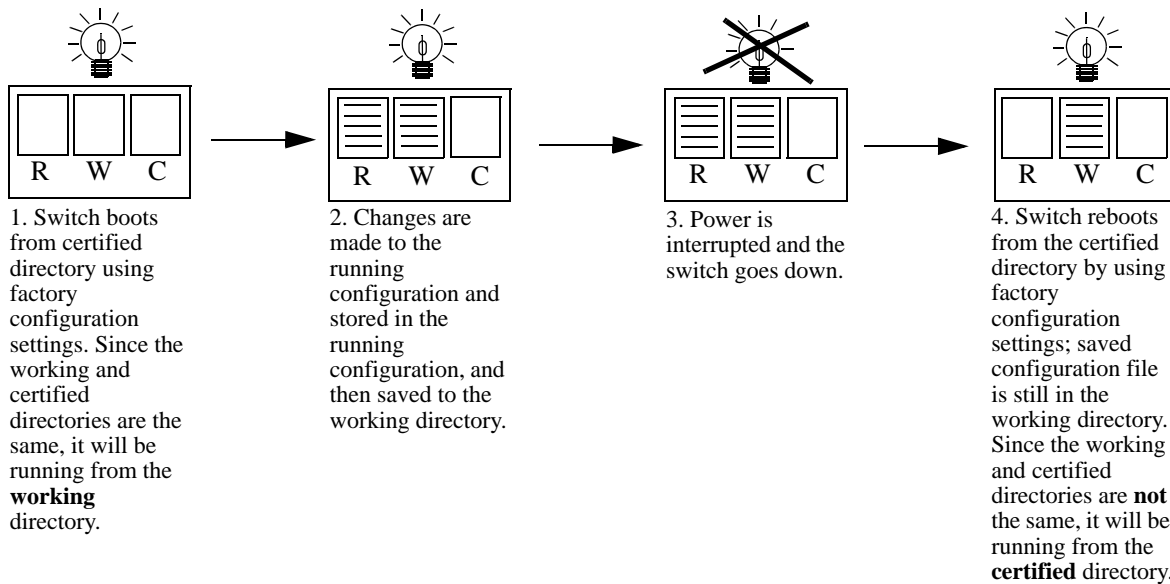 R W C
1. Switch boots
from certified
directory using
factory
configuration
settings. Since the
working and
certified
directories are the
same, it will be
running from the
working
directory.
R W C
2. Changes are
made to the
running
configuration and
stored in the
running
configuration, and
then saved to the
working directory.
R W C
3. Power is
interrupted and the
switch goes down.
R W C
4. Switch reboots
from the certified
directory by using
factory
configuration
settings; saved
configuration file
is still in the
working directory.
Since the working
and certified
directories are not
the same, it will be
running from the
certified directory.